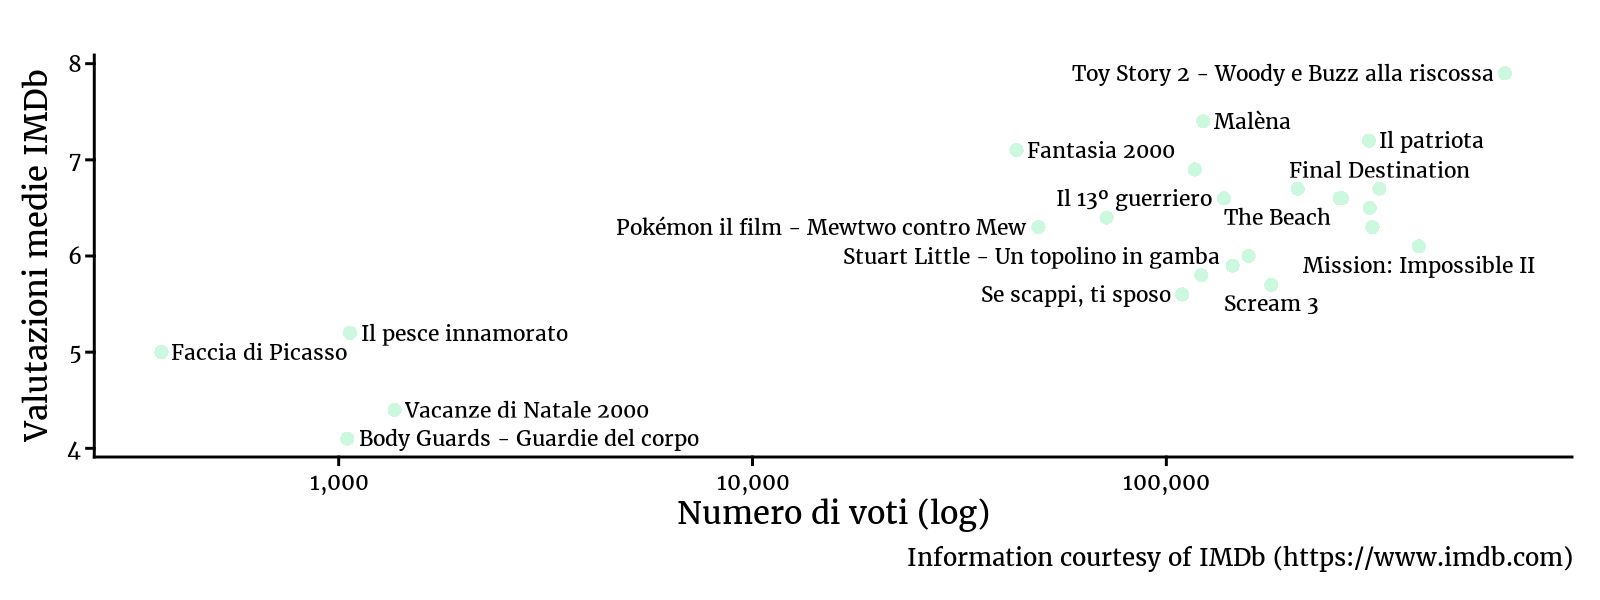 8
Toy Story 2 - Woody e Buzz alla riscossa
Malèna
Il patriota
Fantasia 2000
7
Final Destination
Il 13º guerriero
The Beach
Pokémon il film - Mewtwo contro Mew
6
Stuart Little - Un topolino in gamba
Mission: Impossible II
Se scappi, ti sposo
Scream 3
Il pesce innamorato
5
Faccia di Picasso
Vacanze di Natale 2000
Body Guards - Guardie del corpo
4
Valutazioni medie IMDb
1,000
10,000
100,000
Numero di voti (log)
Information courtesy of IMDb (https://www.imdb.com)